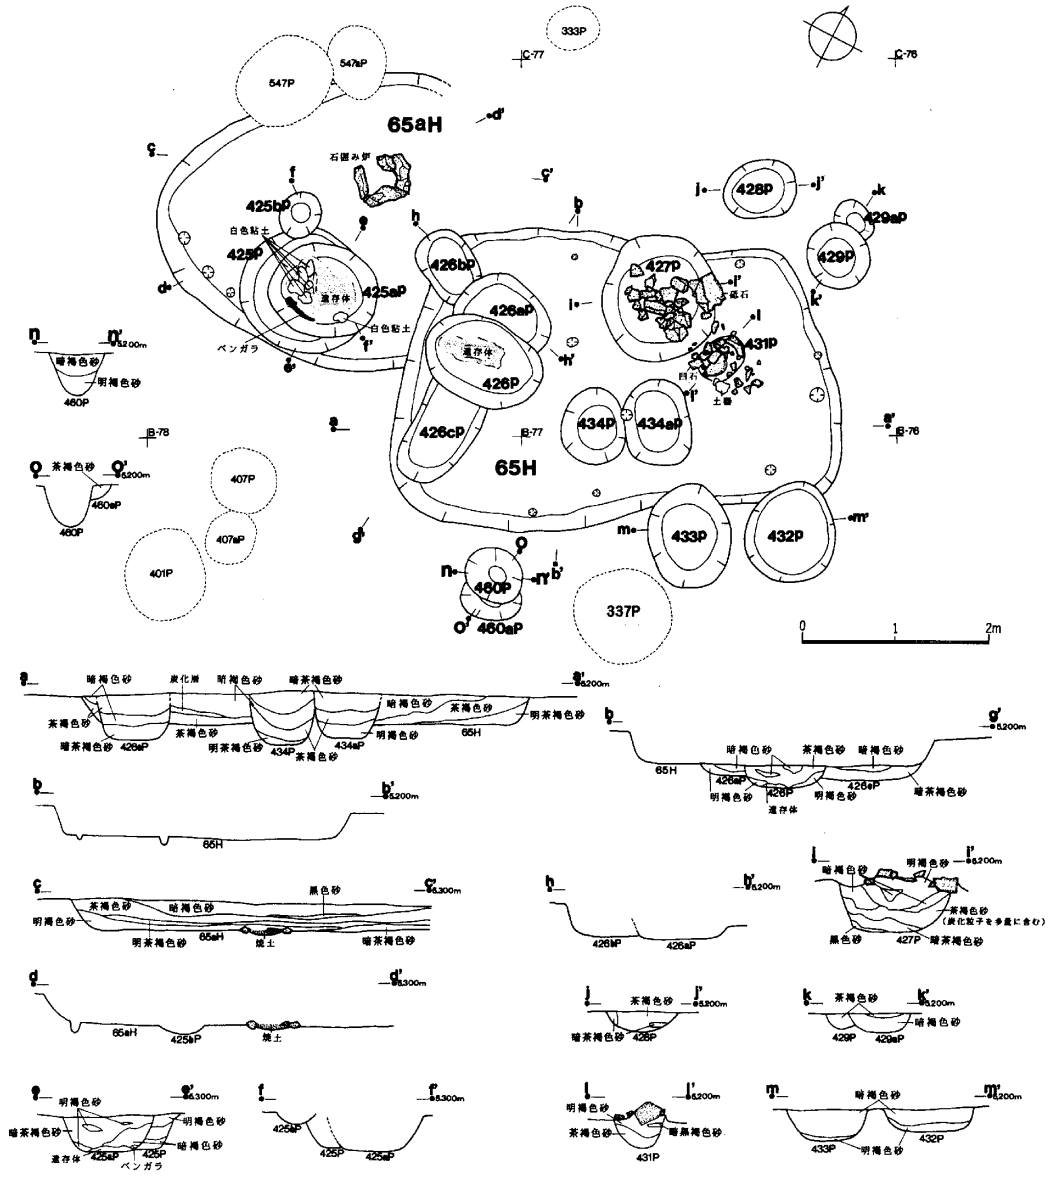 333P
C-77
C-76
547P
547aP
65aH
d'
c
石囲み炉
c'
f
j
428P
j'
k
425bP
b
429aP
白色粘土
e
h
425P
427P
429P
426bP
i'
砥石
d
遺存体
425aP
i
k'
426aP
l
白色粘土
ベンガラ
f'
遺存体
h'
431P
e'
426P
凹石
l'
土器
n
n'
5.200m
暗褐色砂
明褐色砂
460P
B-78
a
426cP
B-77
434P
434aP
a'
B-76
65H
o
茶褐色砂
o'
5.200m
460aP
460P
407P
407aP
g
m
433P
432P
m'
401P
o
n
n'
b'
460P
o'
460aP
337P
0
1
2m
a
暗褐色砂
炭化層
暗褐色砂
暗茶褐色砂
a'
5.200m
茶褐色砂
暗褐色砂
茶褐色砂
明茶褐色砂
暗茶褐色砂
426aP
茶褐色砂
明茶褐色砂
434P
茶褐色砂
434aP
明褐色砂
65H
b
g'
5.200m
暗褐色砂
茶褐色砂
暗褐色砂
65H
426aP
明褐色砂
426P
遺存体
明褐色砂
426aP
暗茶褐色砂
b
b'
5.200m
65H
c
c'
5.300m
黒色砂
茶褐色砂
暗褐色砂
明褐色砂
明茶褐色砂
65aH
焼土
暗茶褐色砂
h
h'
5.200m
426bP
426aP
i
i'
5.200m
暗褐色砂
明褐色砂
茶褐色砂
(炭化粒子を多量に含む)
黒色砂
427P
暗茶褐色砂
d
d'
5.300m
65aH
425bP
焼土
j
茶褐色砂
j'
5.200m
暗茶褐色砂
428P
k
茶褐色砂
k'
5.200m
暗褐色砂
429P
429aP
e
明褐色砂
e'
5.300m
暗茶褐色砂
明褐色砂
暗褐色砂
遺存体
425aP
425P
ベンガラ
f
f'
5.300m
425bP
425P
425aP
l
l'
5.200m
明褐色砂
茶褐色砂
暗黒褐色砂
431P
m
暗褐色砂
m'
5.200m
433P
明褐色砂
432P